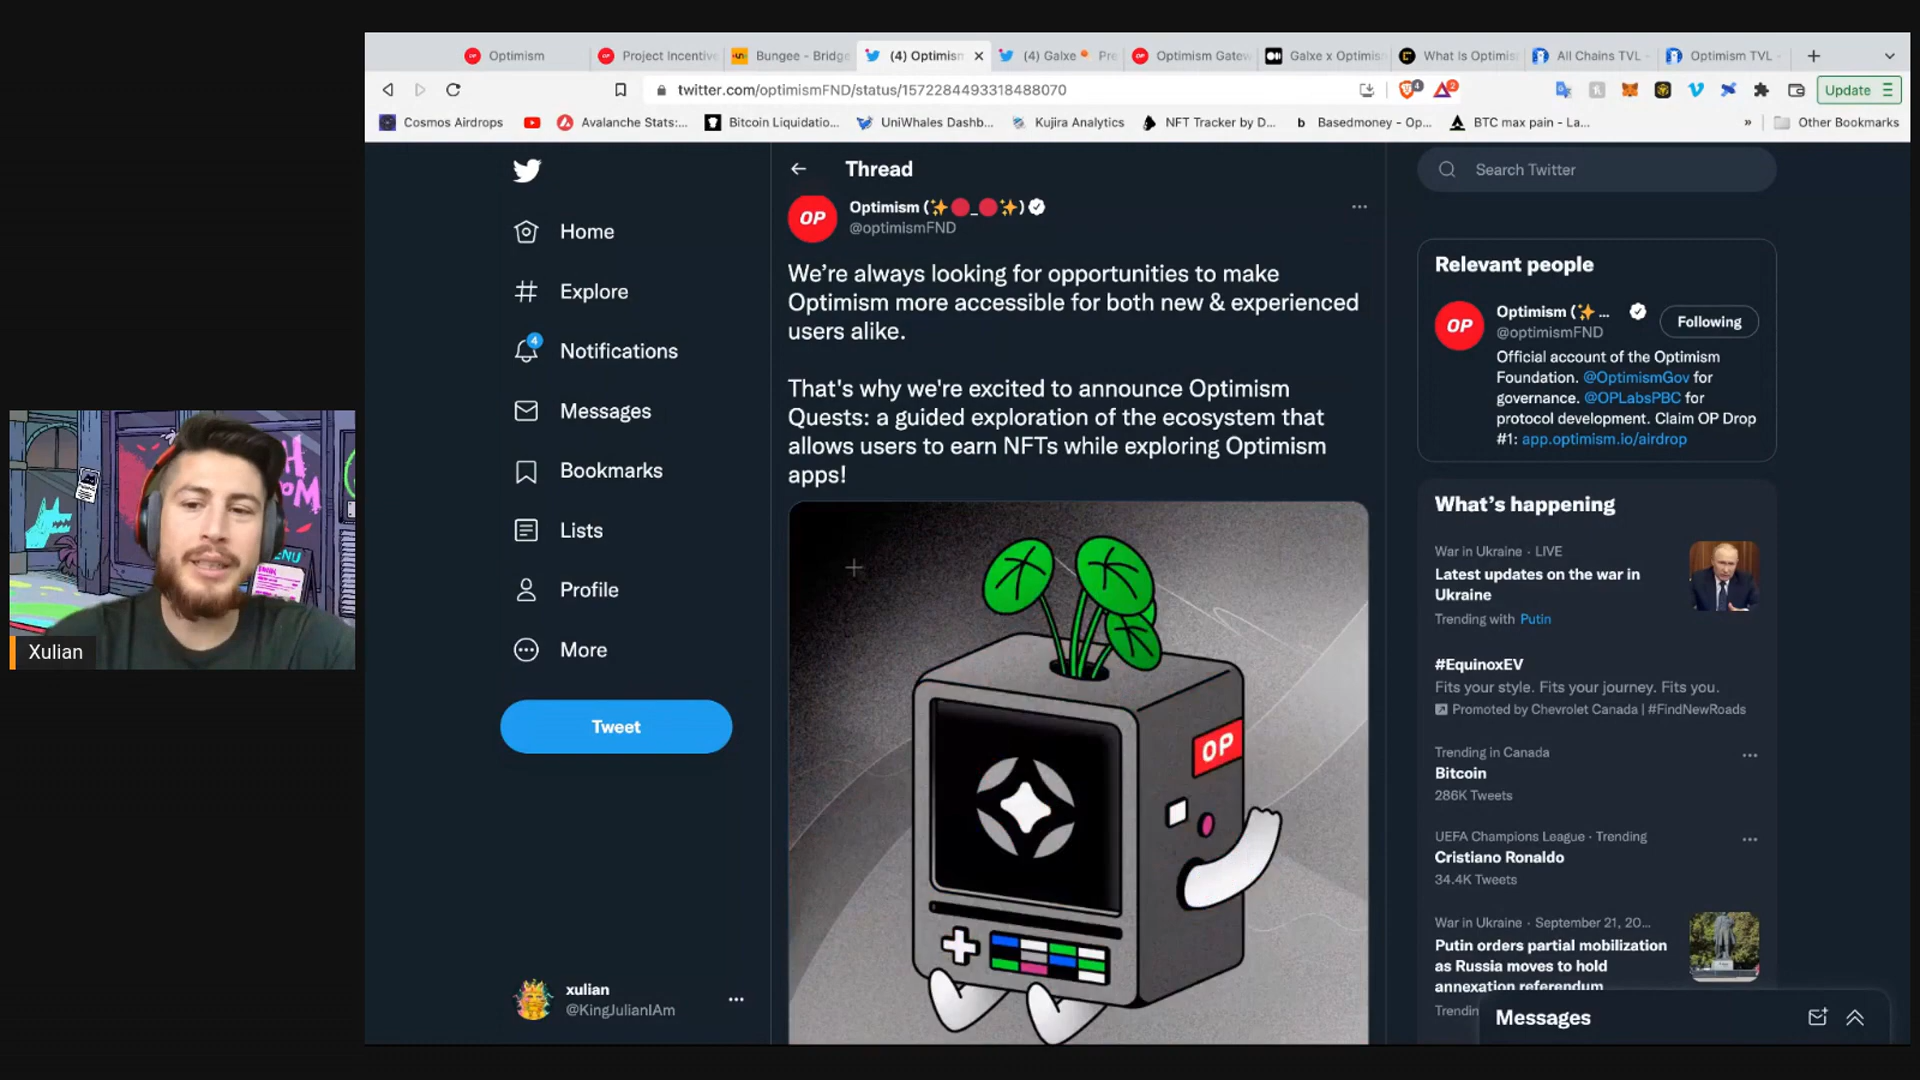 Optimism
Project Incentive
Bungee - Bridge
(4) Optimism
(4) Galxe Pre
Optimism Gatew
Galxe x Optimis
What Is Optimis
All Chains TVL -
Optimism TVL -
twitter.com/optimismFND/status/1572284493318488070
4
2
Update
Cosmos Airdrops
Avalanche Stats:...
Bitcoin Liquidatio...
UniWhales Dashb...
Kujira Analytics
NFT Tracker by D...
b Basedmoney - Op...
BTC max pain - La...
»
Other Bookmarks
Home
Explore
4
Notifications
Messages
Bookmarks
Lists
Profile
More
Tweet
xulian
@KingJulianIAm
Thread
OP
Optimism (✨🔴_🔴✨)
@optimismFND
We’re always looking for opportunities to make
Optimism more accessible for both new & experienced
users alike.
That's why we're excited to announce Optimism
Quests: a guided exploration of the ecosystem that
allows users to earn NFTs while exploring Optimism
apps!
OP
Search Twitter
Relevant people
OP
Optimism (✨ ...
@optimismFND
Following
Official account of the Optimism
Foundation. @OptimismGov for
governance. @OPLabsPBC for
protocol development. Claim OP Drop
#1: app.optimism.io/airdrop
What’s happening
War in Ukraine · LIVE
Latest updates on the war in
Ukraine
Trending with Putin
#EquinoxEV
Fits your style. Fits your journey. Fits you.
Promoted by Chevrolet Canada | #FindNewRoads
Trending in Canada
Bitcoin
286K Tweets
UEFA Champions League · Trending
Cristiano Ronaldo
34.4K Tweets
War in Ukraine · September 21, 20...
Putin orders partial mobilization
as Russia moves to hold
annexation referendum
Trendin
Messages
Xulian